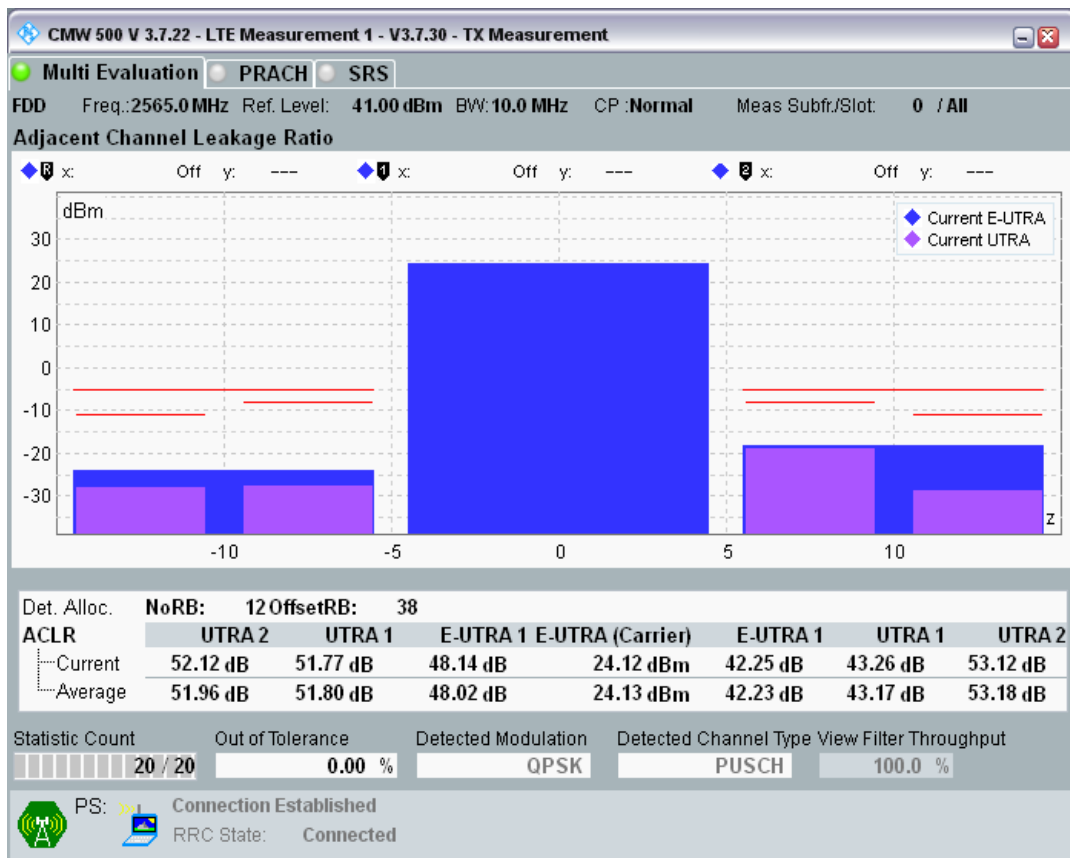 CMW 500 V 3.7.22 - LTE Measurement 1 - V3.7.30 - TX Measurement
Multi Evaluation PRACH SRS
FDD Freq.:2565.0 MHz Ref. Level: 41.00 dBm BW:10.0 MHz CP :Normal Meas Subfr./Slot: 0 / All
Adjacent Channel Leakage Ratio
R x: Off y: --- 1 x: Off y: --- 2 x: Off y: ---
dBm
Current E-UTRA
Current UTRA
30
20
10
0
-10
-20
-30
z
-10 -5 0 5 10
Det. Alloc. NoRB: 12 OffsetRB: 38
ACLR UTRA 2 UTRA 1 E-UTRA 1 E-UTRA (Carrier) E-UTRA 1 UTRA 1 UTRA 2
Current 52.12 dB 51.77 dB 48.14 dB 24.12 dBm 42.25 dB 43.26 dB 53.12 dB
Average 51.96 dB 51.80 dB 48.02 dB 24.13 dBm 42.23 dB 43.17 dB 53.18 dB
Statistic Count Out of Tolerance Detected Modulation Detected Channel Type View Filter Throughput
20 / 20 0.00 % QPSK PUSCH 100.0 %
PS: Connection Established
RRC State: Connected